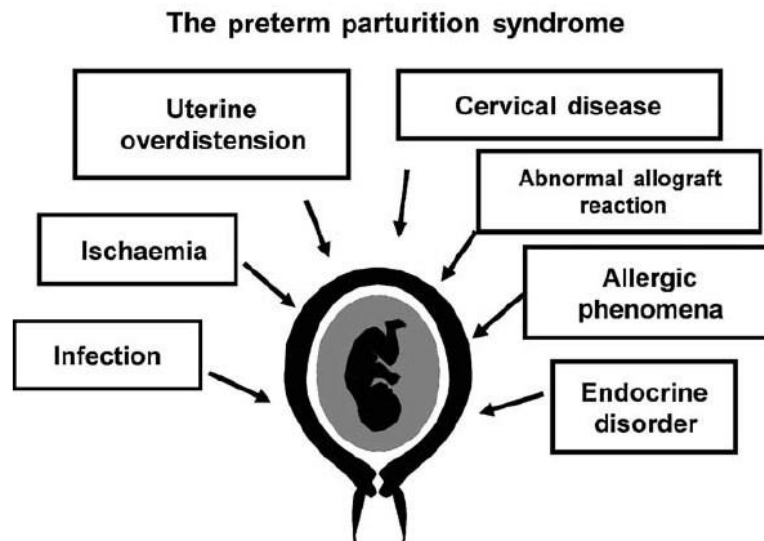 The preterm parturition syndrome
Uterine
overdistension
Cervical disease
Abnormal allograft
reaction
Ischaemia
Allergic
phenomena
Infection
Endocrine
disorder